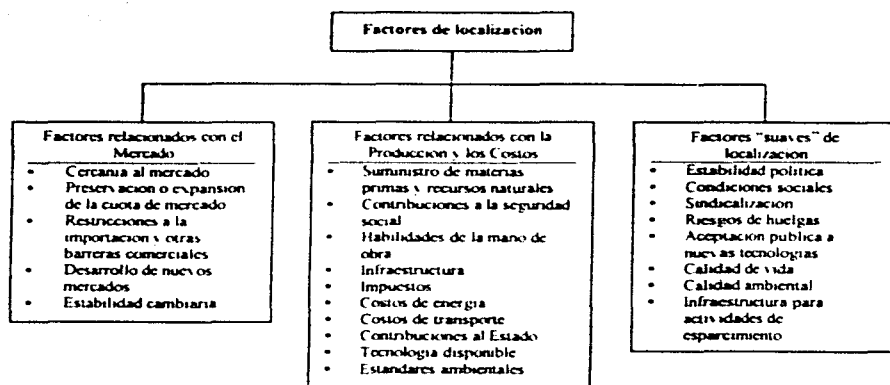 Factores de localizacion
Factores relacionados con el
Mercado
• Cercania al mercado
• Preservacion o expansion
de la cuota de mercado
• Restricciones a la
importacion y otras
barreras comerciales
• Desarrollo de nuevos
mercados
• Estabilidad cambiaria
Factores relacionados con la
Produccion y los Costos
• Suministro de materias
primas y recursos naturales
• Contribuciones a la seguridad
social
• Habilidades de la mano de
obra
• Infraestructura
• Impuestos
• Costos de energia
• Costos de transporte
• Contribuciones al Estado
• Tecnologia disponible
• Estandares ambientales
Factores "suaves" de
localizacion
• Estabilidad politica
• Condiciones sociales
• Sindicalizacion
• Riesgos de huelgas
• Aceptacion publica a
nuevas tecnologias
• Calidad de vida
• Calidad ambiental
• Infraestructura para
actividades de
esparcimiento